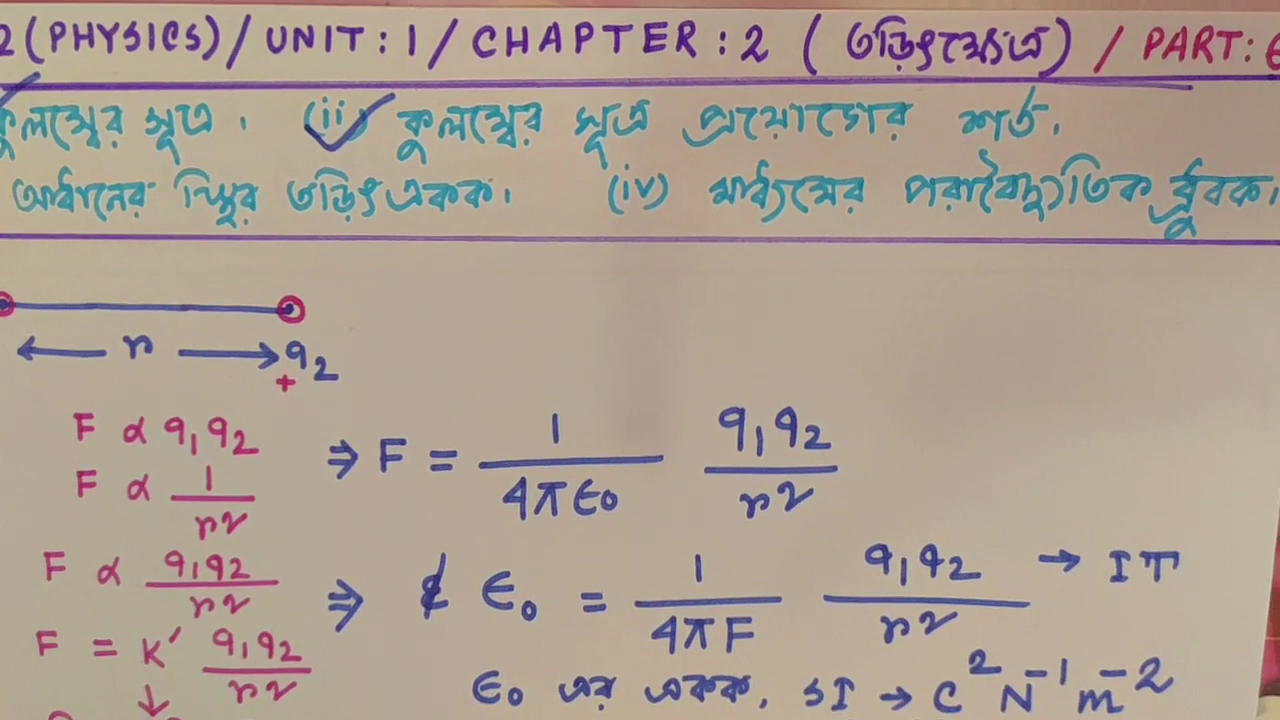 2 (PHYSICS) / UNIT : 1 / CHAPTER : 2 ( তড়িৎক্ষেত্র ) / PART: 6
কুলম্বের সূত্র । (ii) কুলম্বের সূত্র প্রয়োগের শর্ত.
আধানের স্থির তড়িৎ একক। (iv) মাধ্যমের পরাবৈদ্যুতিক ধ্রুবক।
← r → q₂
+
F ∝ q₁q₂
F ∝ 1/r²
⇒ F = 1/4πϵ₀ q₁q₂/r²
F ∝ q₁q₂/r²
⇒ ϵ₀ = 1/4πF q₁q₂/r² → IT
F = K′ q₁q₂/r²
↓
ϵ₀ এর একক, SI → C² N⁻¹ m⁻²